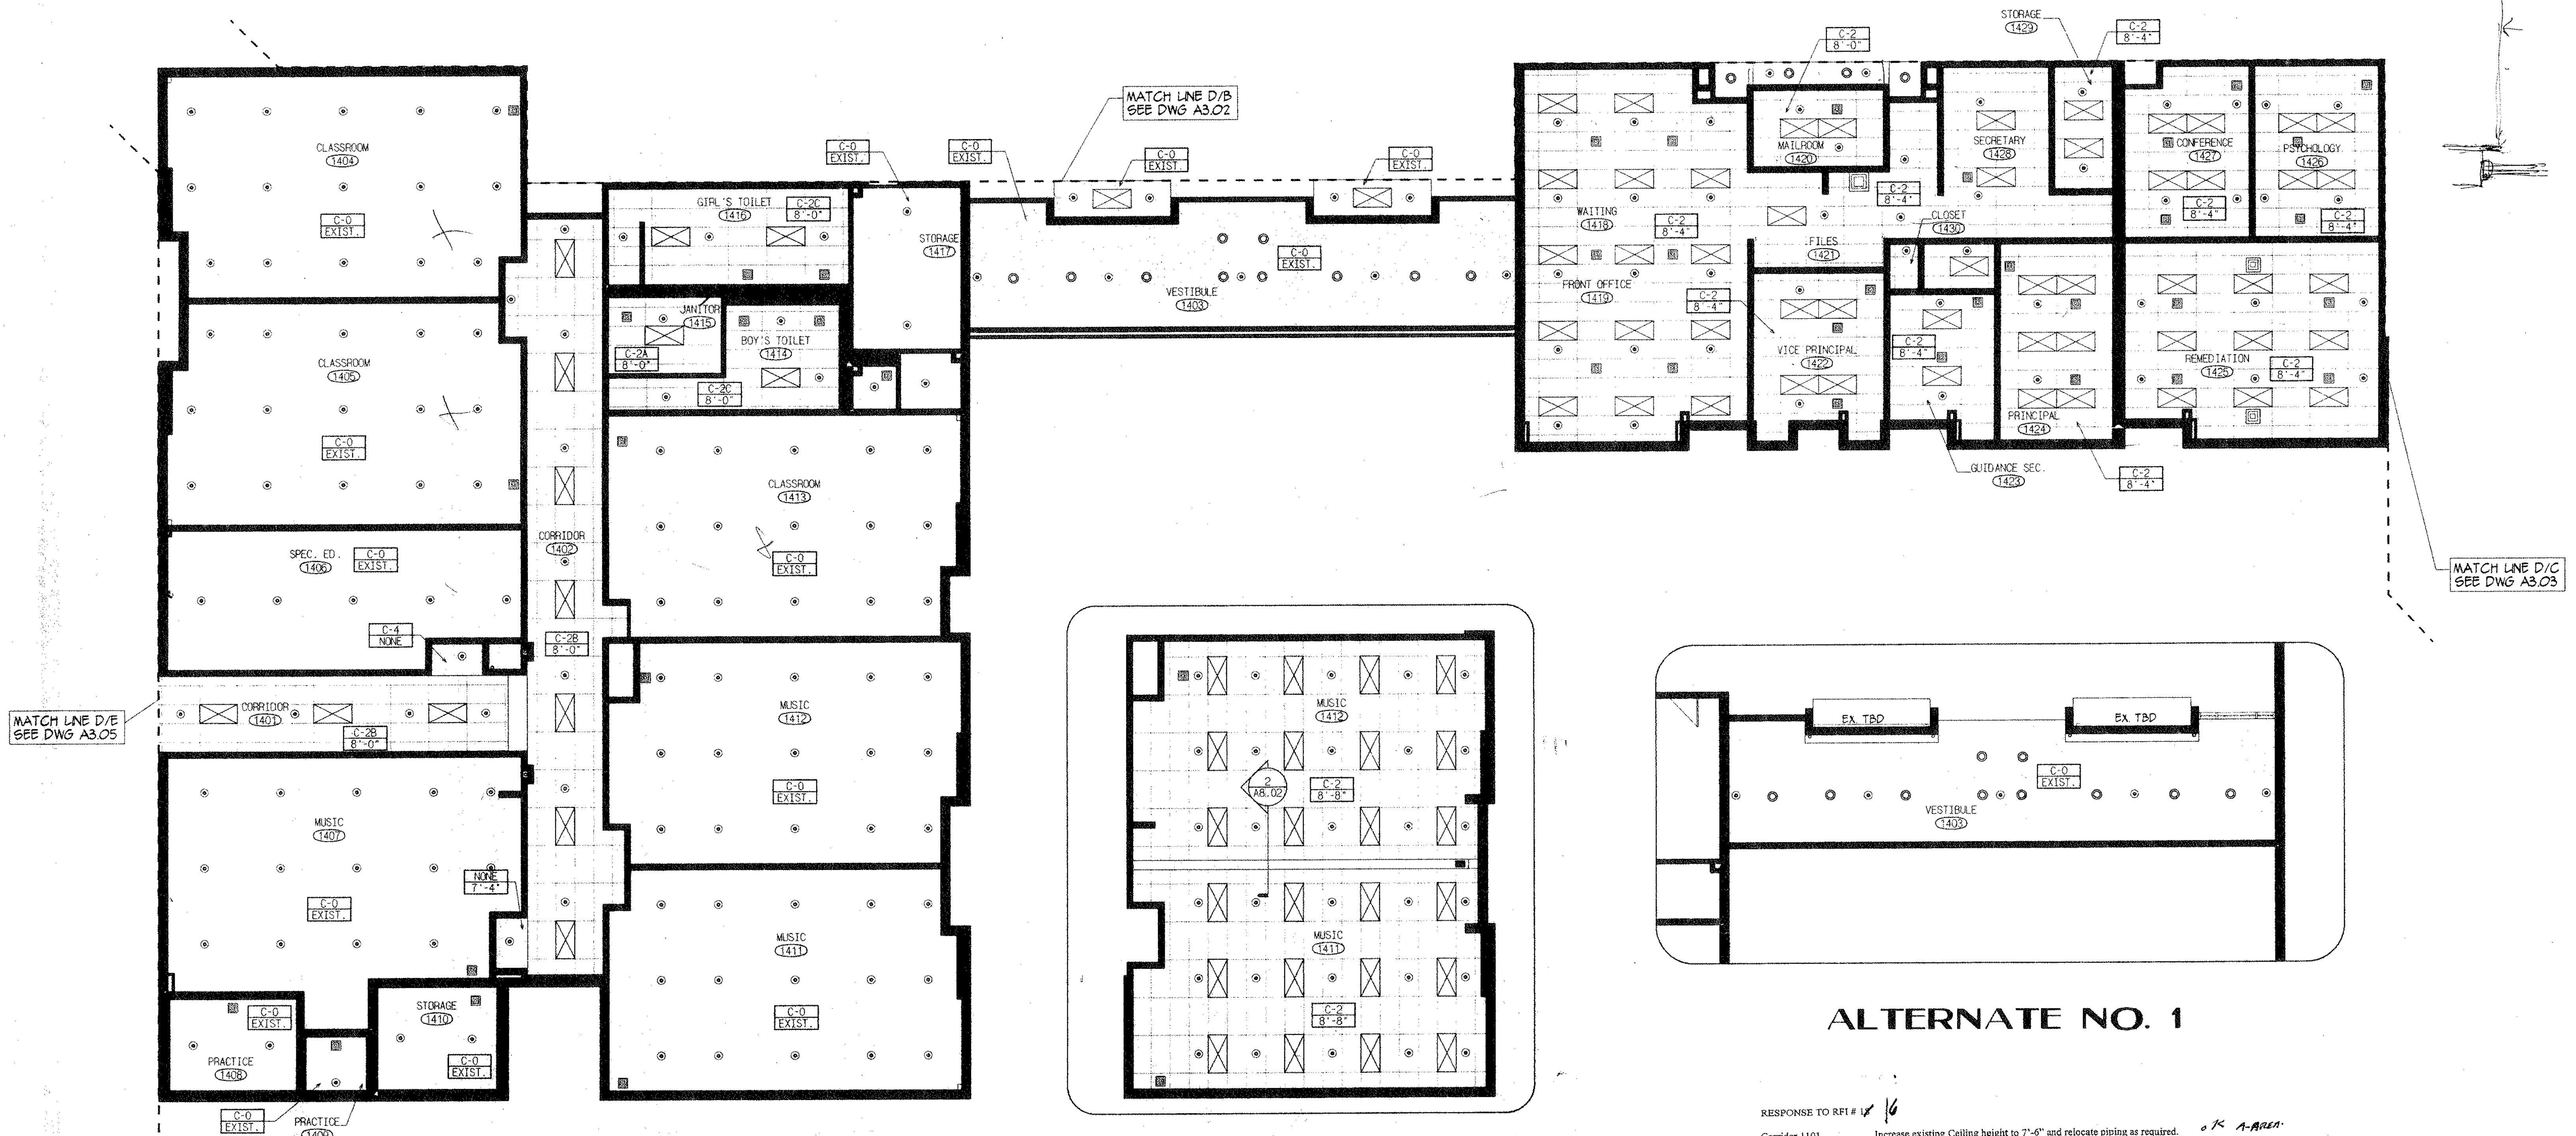 STORAGE
1429
C-2
8'-4"
C-2
8'-0"
MATCH LINE D/B
SEE DWG A3.02
CLASSROOM
1404
C-0
EXIST.
C-0
EXIST.
C-0
EXIST.
C-0
EXIST
C-0
EXIST.
MAILROOM
1420
SECRETARY
1428
CONFERENCE
1427
PSYCHOLOGY
1426
GIRL'S TOILET
1416
C-2C
8'-0"
STORAGE
1417
C-0
EXIST.
VESTIBULE
1403
WAITING
1418
C-2
8'-4"
C-2
8'-4"
CLOSET
1430
C-2
8'-4"
C-2
8'-4"
FILES
1421
FRONT OFFICE
1419
C-2
8'-4"
JANITOR
1415
BOY'S TOILET
1414
C-2A
8'-0"
C-2C
8'-0"
CLASSROOM
1405
C-0
EXIST.
VICE PRINCIPAL
1422
C-2
8'-4"
REMEDIATION
1425
C-2
8'-4"
PRINCIPAL
1424
GUIDANCE SEC.
1423
C-2
8'-4"
CLASSROOM
1413
C-0
EXIST.
CORRIDOR
1402
SPEC. ED.
1406
C-0
EXIST.
C-4
NONE
C-2B
8'-0"
MATCH LINE D/C
SEE DWG A3.03
MATCH LINE D/E
SEE DWG A3.05
CORRIDOR
1401
C-2B
8'-0"
MUSIC
1412
C-0
EXIST.
MUSIC
1412
2
A8.02
C-2
8'-8"
EX. TBD
EX. TBD
C-0
EXIST.
VESTIBULE
1403
MUSIC
1407
C-0
EXIST.
NONE
7'-4"
MUSIC
1411
C-0
EXIST.
MUSIC
1411
C-2
8'-8"
ALTERNATE NO. 1
PRACTICE
1408
C-0
EXIST.
STORAGE
1410
C-0
EXIST.
C-0
EXIST.
PRACTICE
1409
RESPONSE TO RFI # 16
Corridor 1101 Increase existing Ceiling height to 7'-6" and relocate piping as required. OK A-AREA.